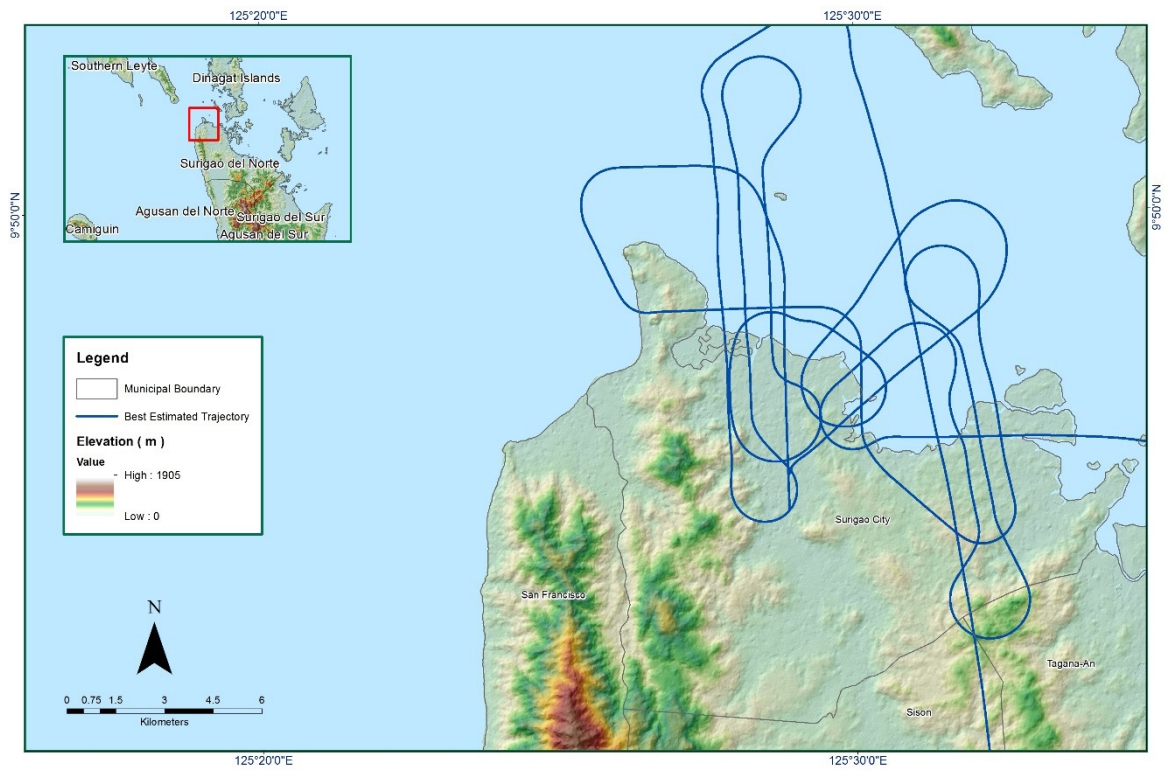 125°20'0"E
125°30'0"E
Southern Leyte
Dinagat Islands
Surigao del Norte
Agusan del Norte
Surigao del Sur
Camiguin
Agusan del Sur
9°50'0"N
9°50'0"N
Legend
Municipal Boundary
Best Estimated Trajectory
Elevation ( m )
Value
High : 1905
Low : 0
Surigao City
San Francisco
Tagana-An
Sison
N
0 0.75 1.5 3 4.5 6
Kilometers
125°20'0"E
125°30'0"E